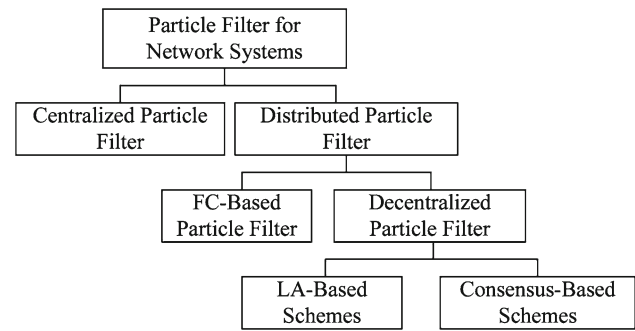 Particle Filter for
Network Systems
Centralized Particle
Filter
Distributed Particle
Filter
FC-Based
Particle Filter
Decentralized
Particle Filter
LA-Based
Schemes
Consensus-Based
Schemes